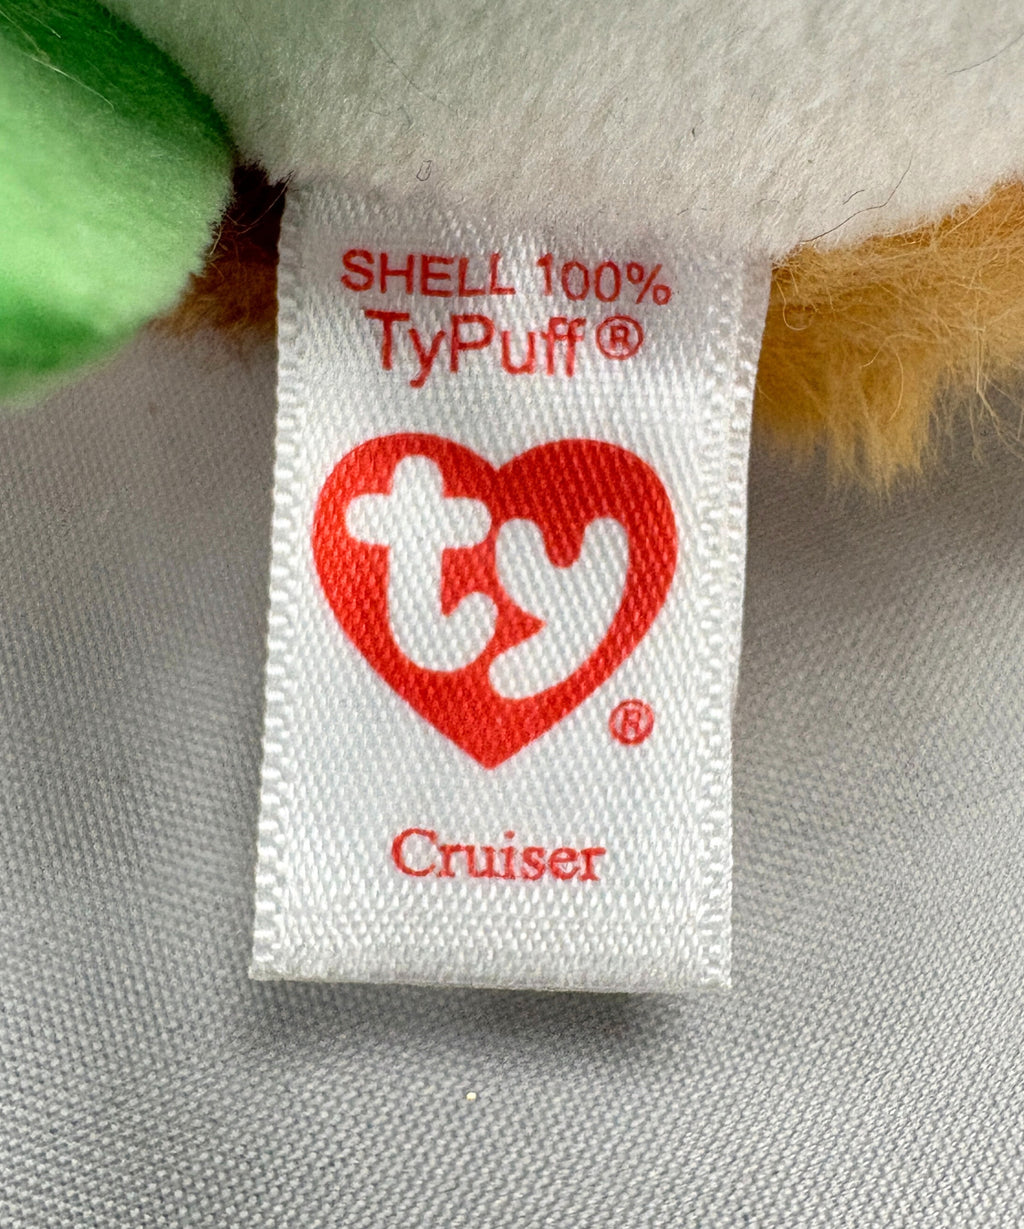 SHELL 100%
TyPuff®
ty
®
Cruiser